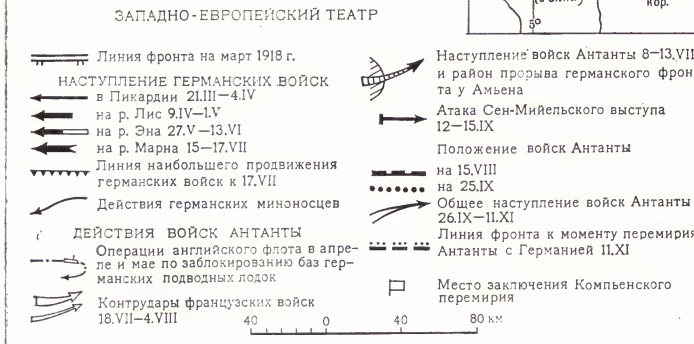 ЗАПАДНО-ЕВРОПЕЙСКИЙ ТЕАТР
кор.
5°
Линия фронта на март 1918 г.
НАСТУПЛЕНИЕ ГЕРМАНСКИХ ВОЙСК
в Пикардии 21.III—4.IV
на р. Лис 9.IV—1.V
на р. Эна 27.V—13.VI
на р. Марна 15—17.VII
Линия наибольшего продвижения
германских войск к 17.VII
Действия германских миноносцев
ДЕЙСТВИЯ ВОЙСК АНТАНТЫ
Операции английского флота в апре-
ле и мае по заблокированию баз гер-
манских подводных лодок
Контрудары французских войск
18.VII—4.VIII
Наступление войск Антанты 8—13.VII
и район прорыва германского фрон
та у Амьена
Атака Сен-Мийельского выступа
12—15.IX
Положение войск Антанты
на 15.VIII
на 25.IX
Общее наступление войск Антанты
26.IX—11.XI
Линия фронта к моменту перемирия
Антанты с Германией 11.XI
Место заключения Компьенского
перемирия
40 0 40 80 км